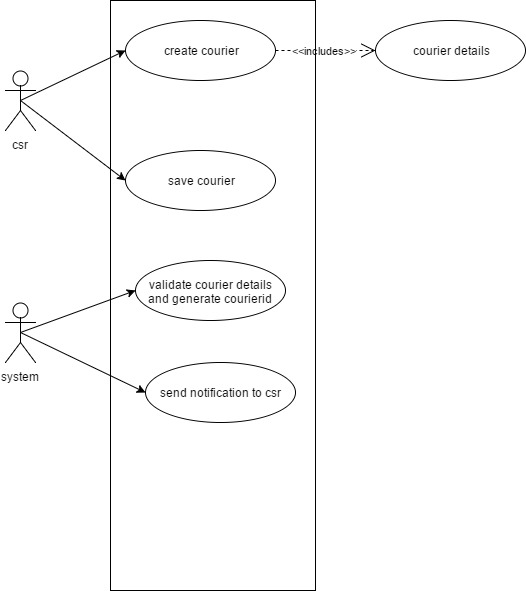 create courier
<<includes>>
courier details
csr
save courier
validate courier details
and generate courierid
system
send notification to csr